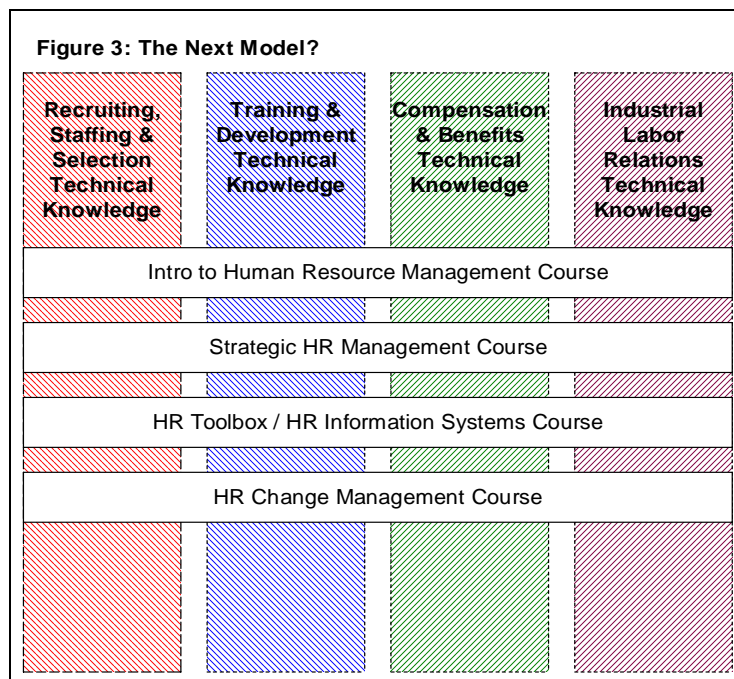 Figure 3: The Next Model?
Recruiting,
Staffing &
Selection
Technical
Knowledge
Training &
Development
Technical
Knowledge
Compensation
& Benefits
Technical
Knowledge
Industrial
Labor
Relations
Technical
Knowledge
Intro to Human Resource Management Course
Strategic HR Management Course
HR Toolbox / HR Information Systems Course
HR Change Management Course